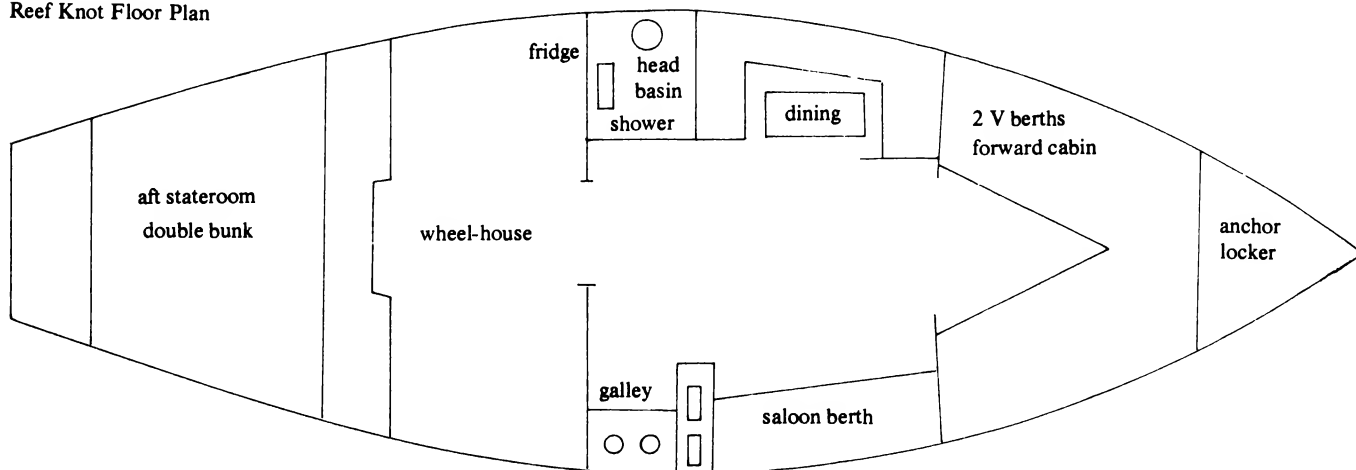 Reef Knot Floor Plan
fridge
head
basin
shower
dining
2 V berths
forward cabin
aft stateroom
double bunk
wheel-house
anchor
locker
galley
saloon berth